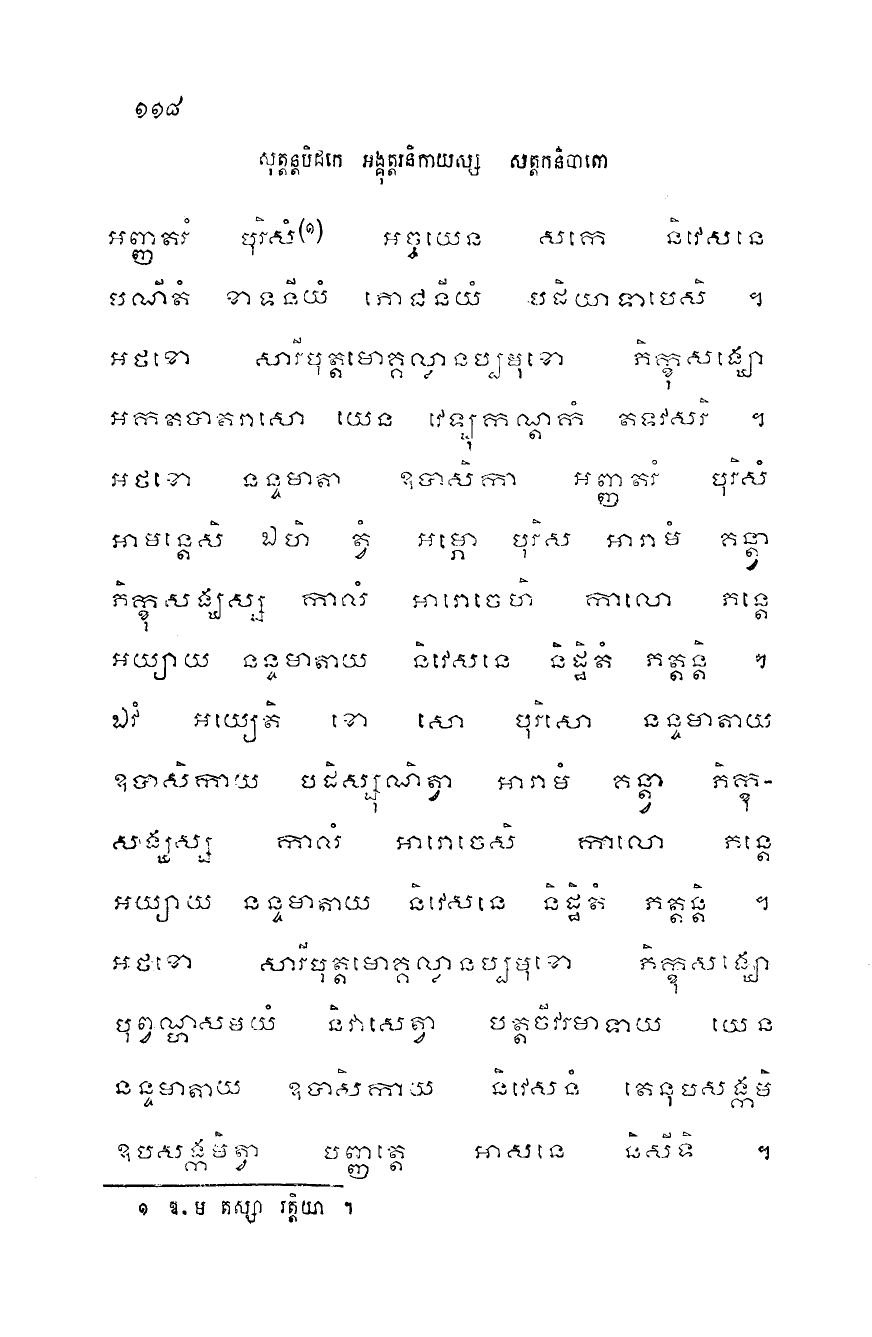 ១១៨
សុត្តន្តបិដកេ អង្គុត្តរនិកាយស្ស សត្តកនិបាតោ
អញ្ញតរំ បុរិសំ(១) អច្ចយេន សកេ និវេសនេ
បណីតំ ខាទនីយំ ភោជនីយំ បដិយាទាបេសិ ។
អថខោ សារីបុត្តមោគ្គល្លានប្បមុខោ ភិក្ខុសង្ឃោ
អកតបាតរាសោ យេន វេឡុកណ្ដកំ តទវសរិ ។
អថខោ នន្ទមាតា ឧបាសិកា អញ្ញតរំ បុរិសំ
អាមន្តេសិ ឯហិ ត្វំ អម្ភោ បុរិស អារាមំ គន្ត្វា
ភិក្ខុសង្ឃស្ស កាលំ អារោចេហិ កាលោ ភន្តេ
អយ្យាយ នន្ទមាតាយ និវេសនេ និដ្ឋិតំ ភត្តន្តិ ។
ឯវំ អយ្យេតិ ខោ សោ បុរិសោ នន្ទមាតាយ
ឧបាសិកាយ បដិស្សុណិត្វា អារាមំ គន្ត្វា ភិក្ខុ-
សង្ឃស្ស កាលំ អារោចេសិ កាលោ ភន្តេ
អយ្យាយ នន្ទមាតាយ និវេសនេ និដ្ឋិតំ ភត្តន្តិ ។
អថខោ សារីបុត្តមោគ្គល្លានប្បមុខោ ភិក្ខុសង្ឃោ
បុព្វណ្ហសមយំ និវាសេត្វា បត្តចីវរមាទាយ យេន
នន្ទមាតាយ ឧបាសិកាយ និវេសនំ តេនុបសង្កមិ
ឧបសង្កមិត្វា បញ្ញត្តេ អាសនេ និសីទិ ។
១ ឱ. ម តស្សា រត្តិយា ។